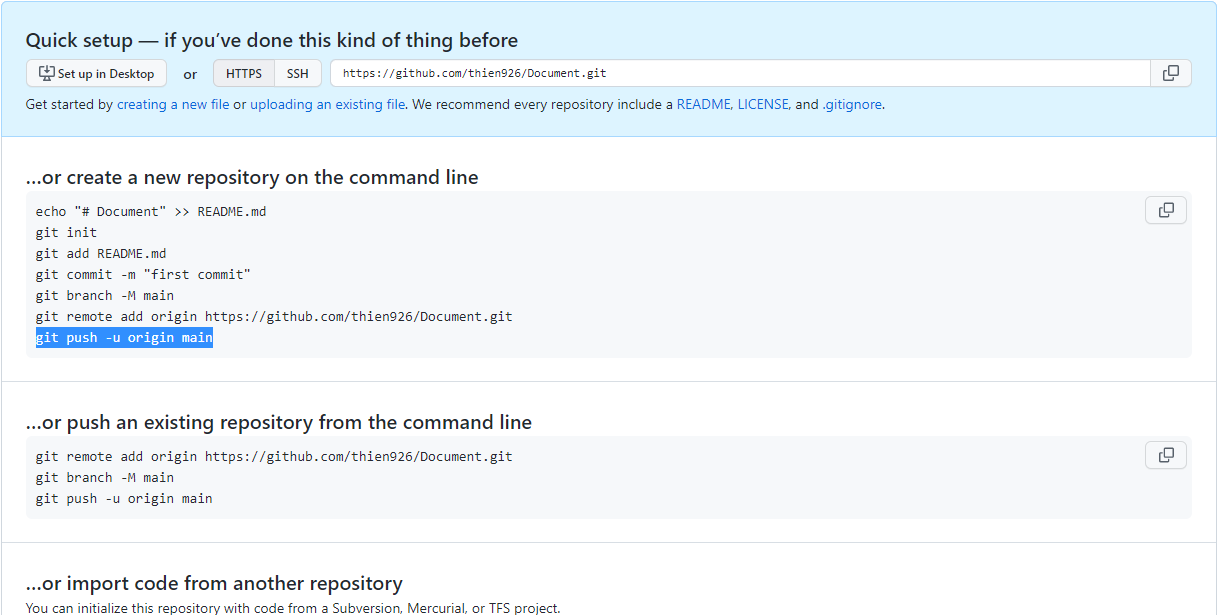 Quick setup — if you’ve done this kind of thing before
Set up in Desktop or HTTPS SSH https://github.com/thien926/Document.git
Get started by creating a new file or uploading an existing file. We recommend every repository include a README, LICENSE, and .gitignore.
…or create a new repository on the command line
echo "# Document" >> README.md
git init
git add README.md
git commit -m "first commit"
git branch -M main
git remote add origin https://github.com/thien926/Document.git
git push -u origin main
…or push an existing repository from the command line
git remote add origin https://github.com/thien926/Document.git
git branch -M main
git push -u origin main
…or import code from another repository
You can initialize this repository with code from a Subversion, Mercurial, or TFS project.